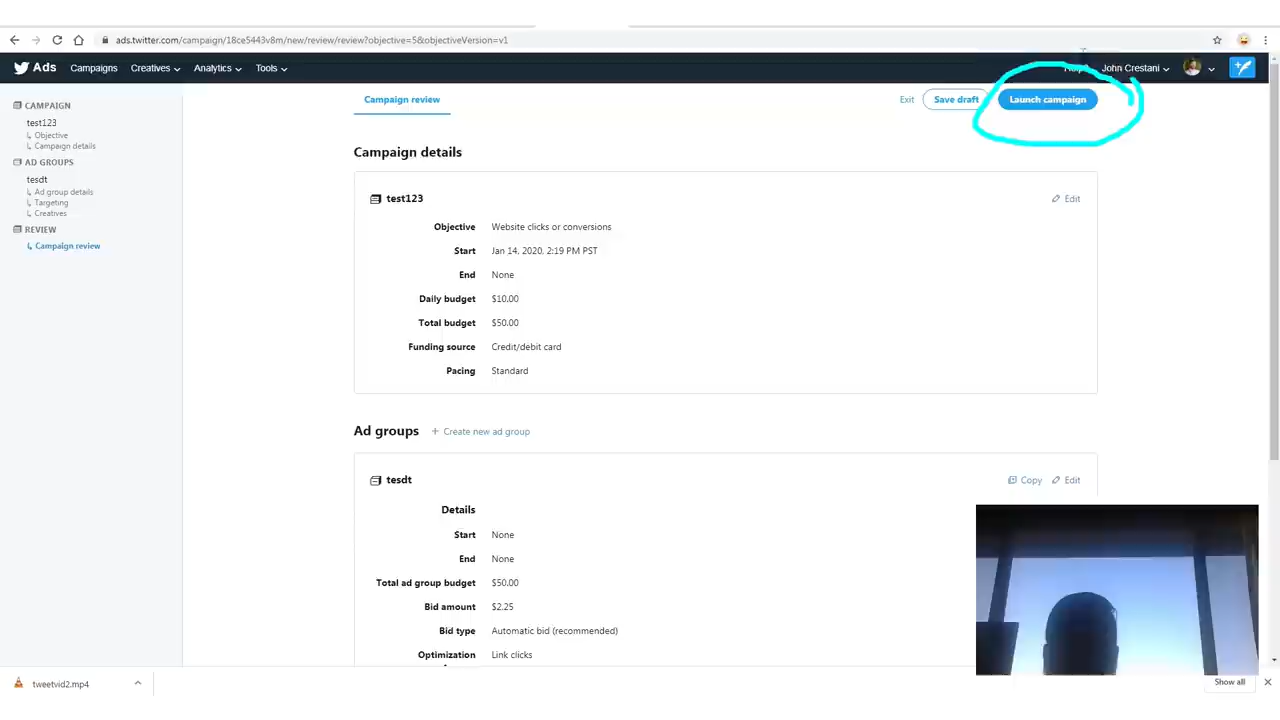 ads.twitter.com/campaign/18ce5443v8m/new/review/review?objective=5&objectiveVersion=v1
Ads Campaigns Creatives Analytics Tools John Crestani
CAMPAIGN
test123
Objective
Campaign details
AD GROUPS
tesdt
Ad group details
Targeting
Creatives
REVIEW
Campaign review
Campaign review Exit Save draft Launch campaign
Campaign details
test123 Edit
Objective Website clicks or conversions
Start Jan 14, 2020, 2:19 PM PST
End None
Daily budget $10.00
Total budget $50.00
Funding source Credit/debit card
Pacing Standard
Ad groups + Create new ad group
tesdt Copy Edit
Details
Start None
End None
Total ad group budget $50.00
Bid amount $2.25
Bid type Automatic bid (recommended)
Optimization Link clicks
tweetvid2.mp4 Show all